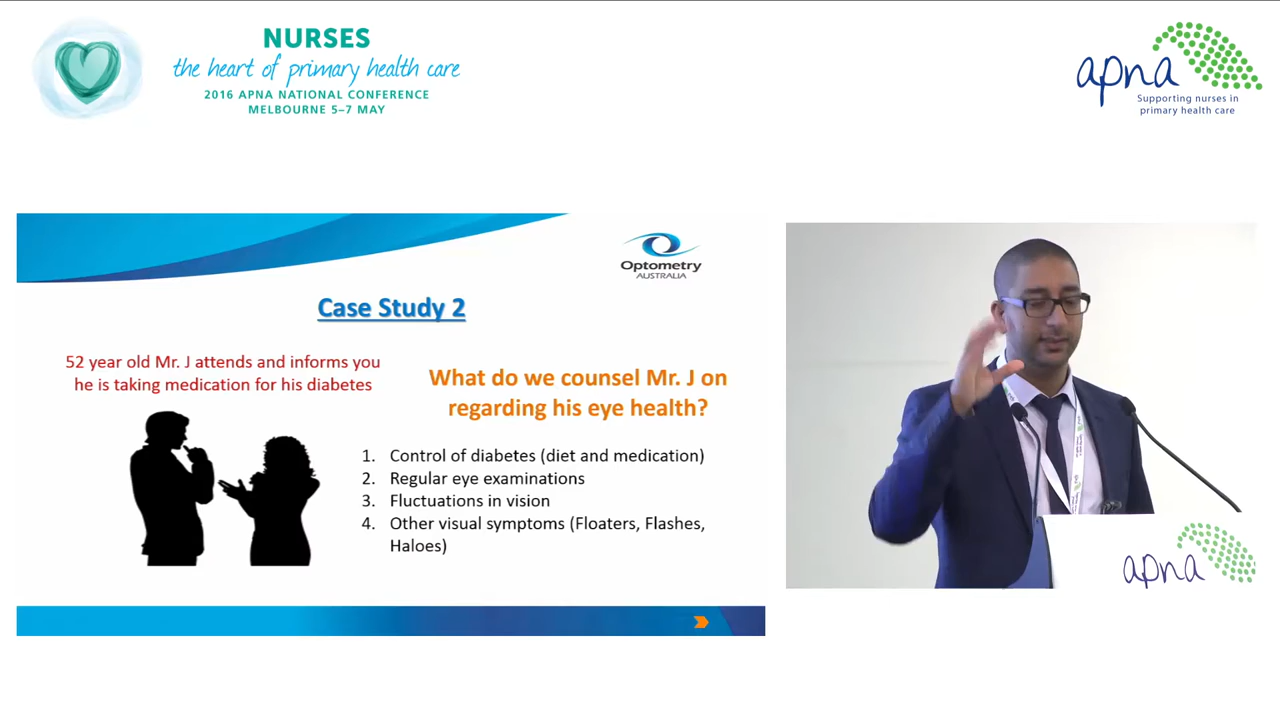 NURSES
the heart of primary health care
2016 APNA NATIONAL CONFERENCE
MELBOURNE 5–7 MAY
apna
Supporting nurses in
primary health care
Optometry
AUSTRALIA
Case Study 2
52 year old Mr. J attends and informs you
he is taking medication for his diabetes
What do we counsel Mr. J on
regarding his eye health?
1. Control of diabetes (diet and medication)
2. Regular eye examinations
3. Fluctuations in vision
4. Other visual symptoms (Floaters, Flashes,
Haloes)
apna